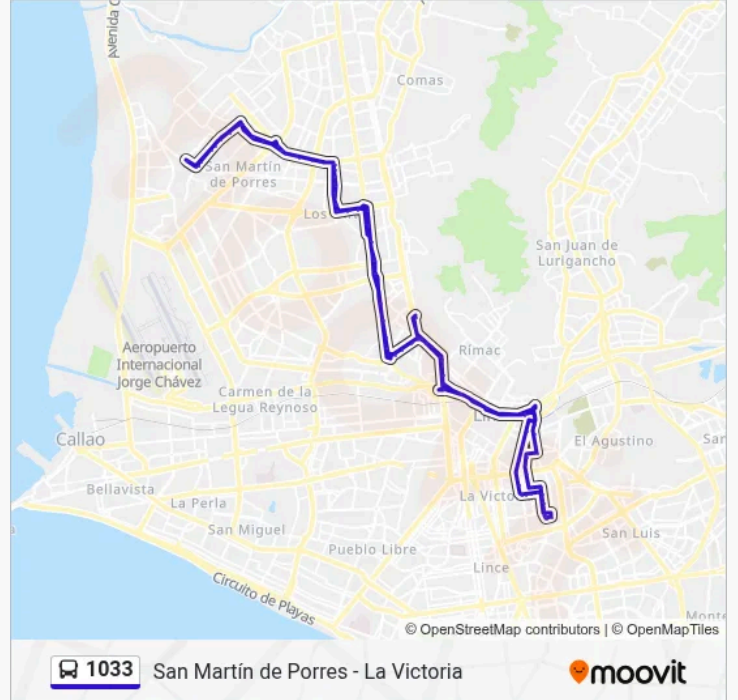 Avenida C
Comas
San Martín
de Porres
Los
San Juan de
Lurigancho
Aeropuerto
Internacional
Jorge Chávez
Rímac
Carmen de la
Legua Reynoso
Callao
El Agustino
San
Bellavista
La Perla
La Victo
San Miguel
San Luis
Pueblo Libre
Lince
Circuito de Playas
Monte
© OpenStreetMap contributors | © OpenMapTiles
1033 San Martín de Porres - La Victoria moovit